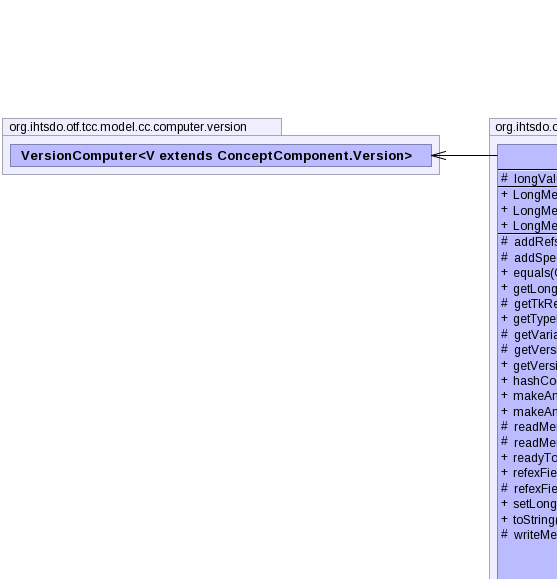 org.ihtsdo.otf.tcc.model.cc.computer.version
VersionComputer<V extends ConceptComponent.Version>
org.ihtsdo.o
# longVal
+ LongMe
+ LongMe
+ LongMe
# addRefs
# addSpe
+ equals(
+ getLong
# getTkRe
+ getType
# getVaria
# getVers
+ getVersi
+ hashCo
+ makeAn
+ makeAn
# readMe
# readMe
+ readyTo
+ refexFie
# refexFie
+ setLong
+ toString(
# writeMe